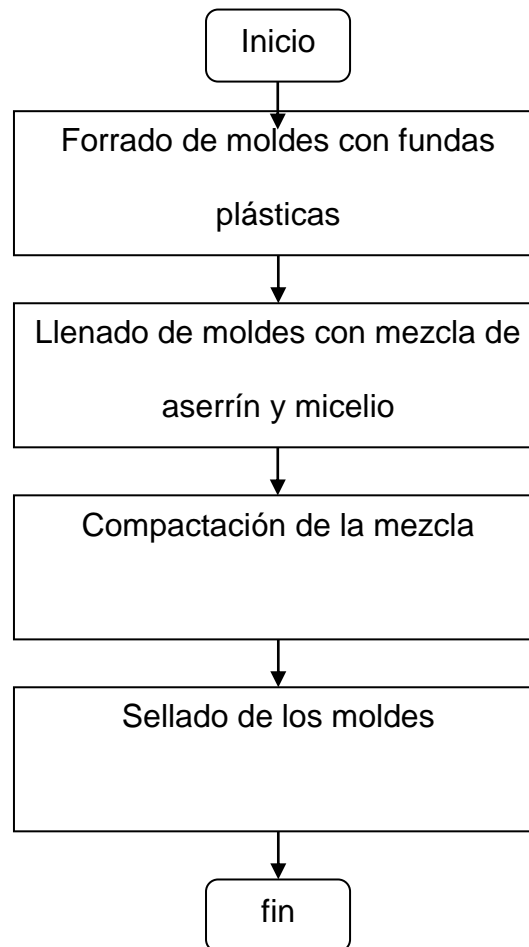 Inicio
Forrado de moldes con fundas
plásticas
Llenado de moldes con mezcla de
aserrín y micelio
Compactación de la mezcla
Sellado de los moldes
fin